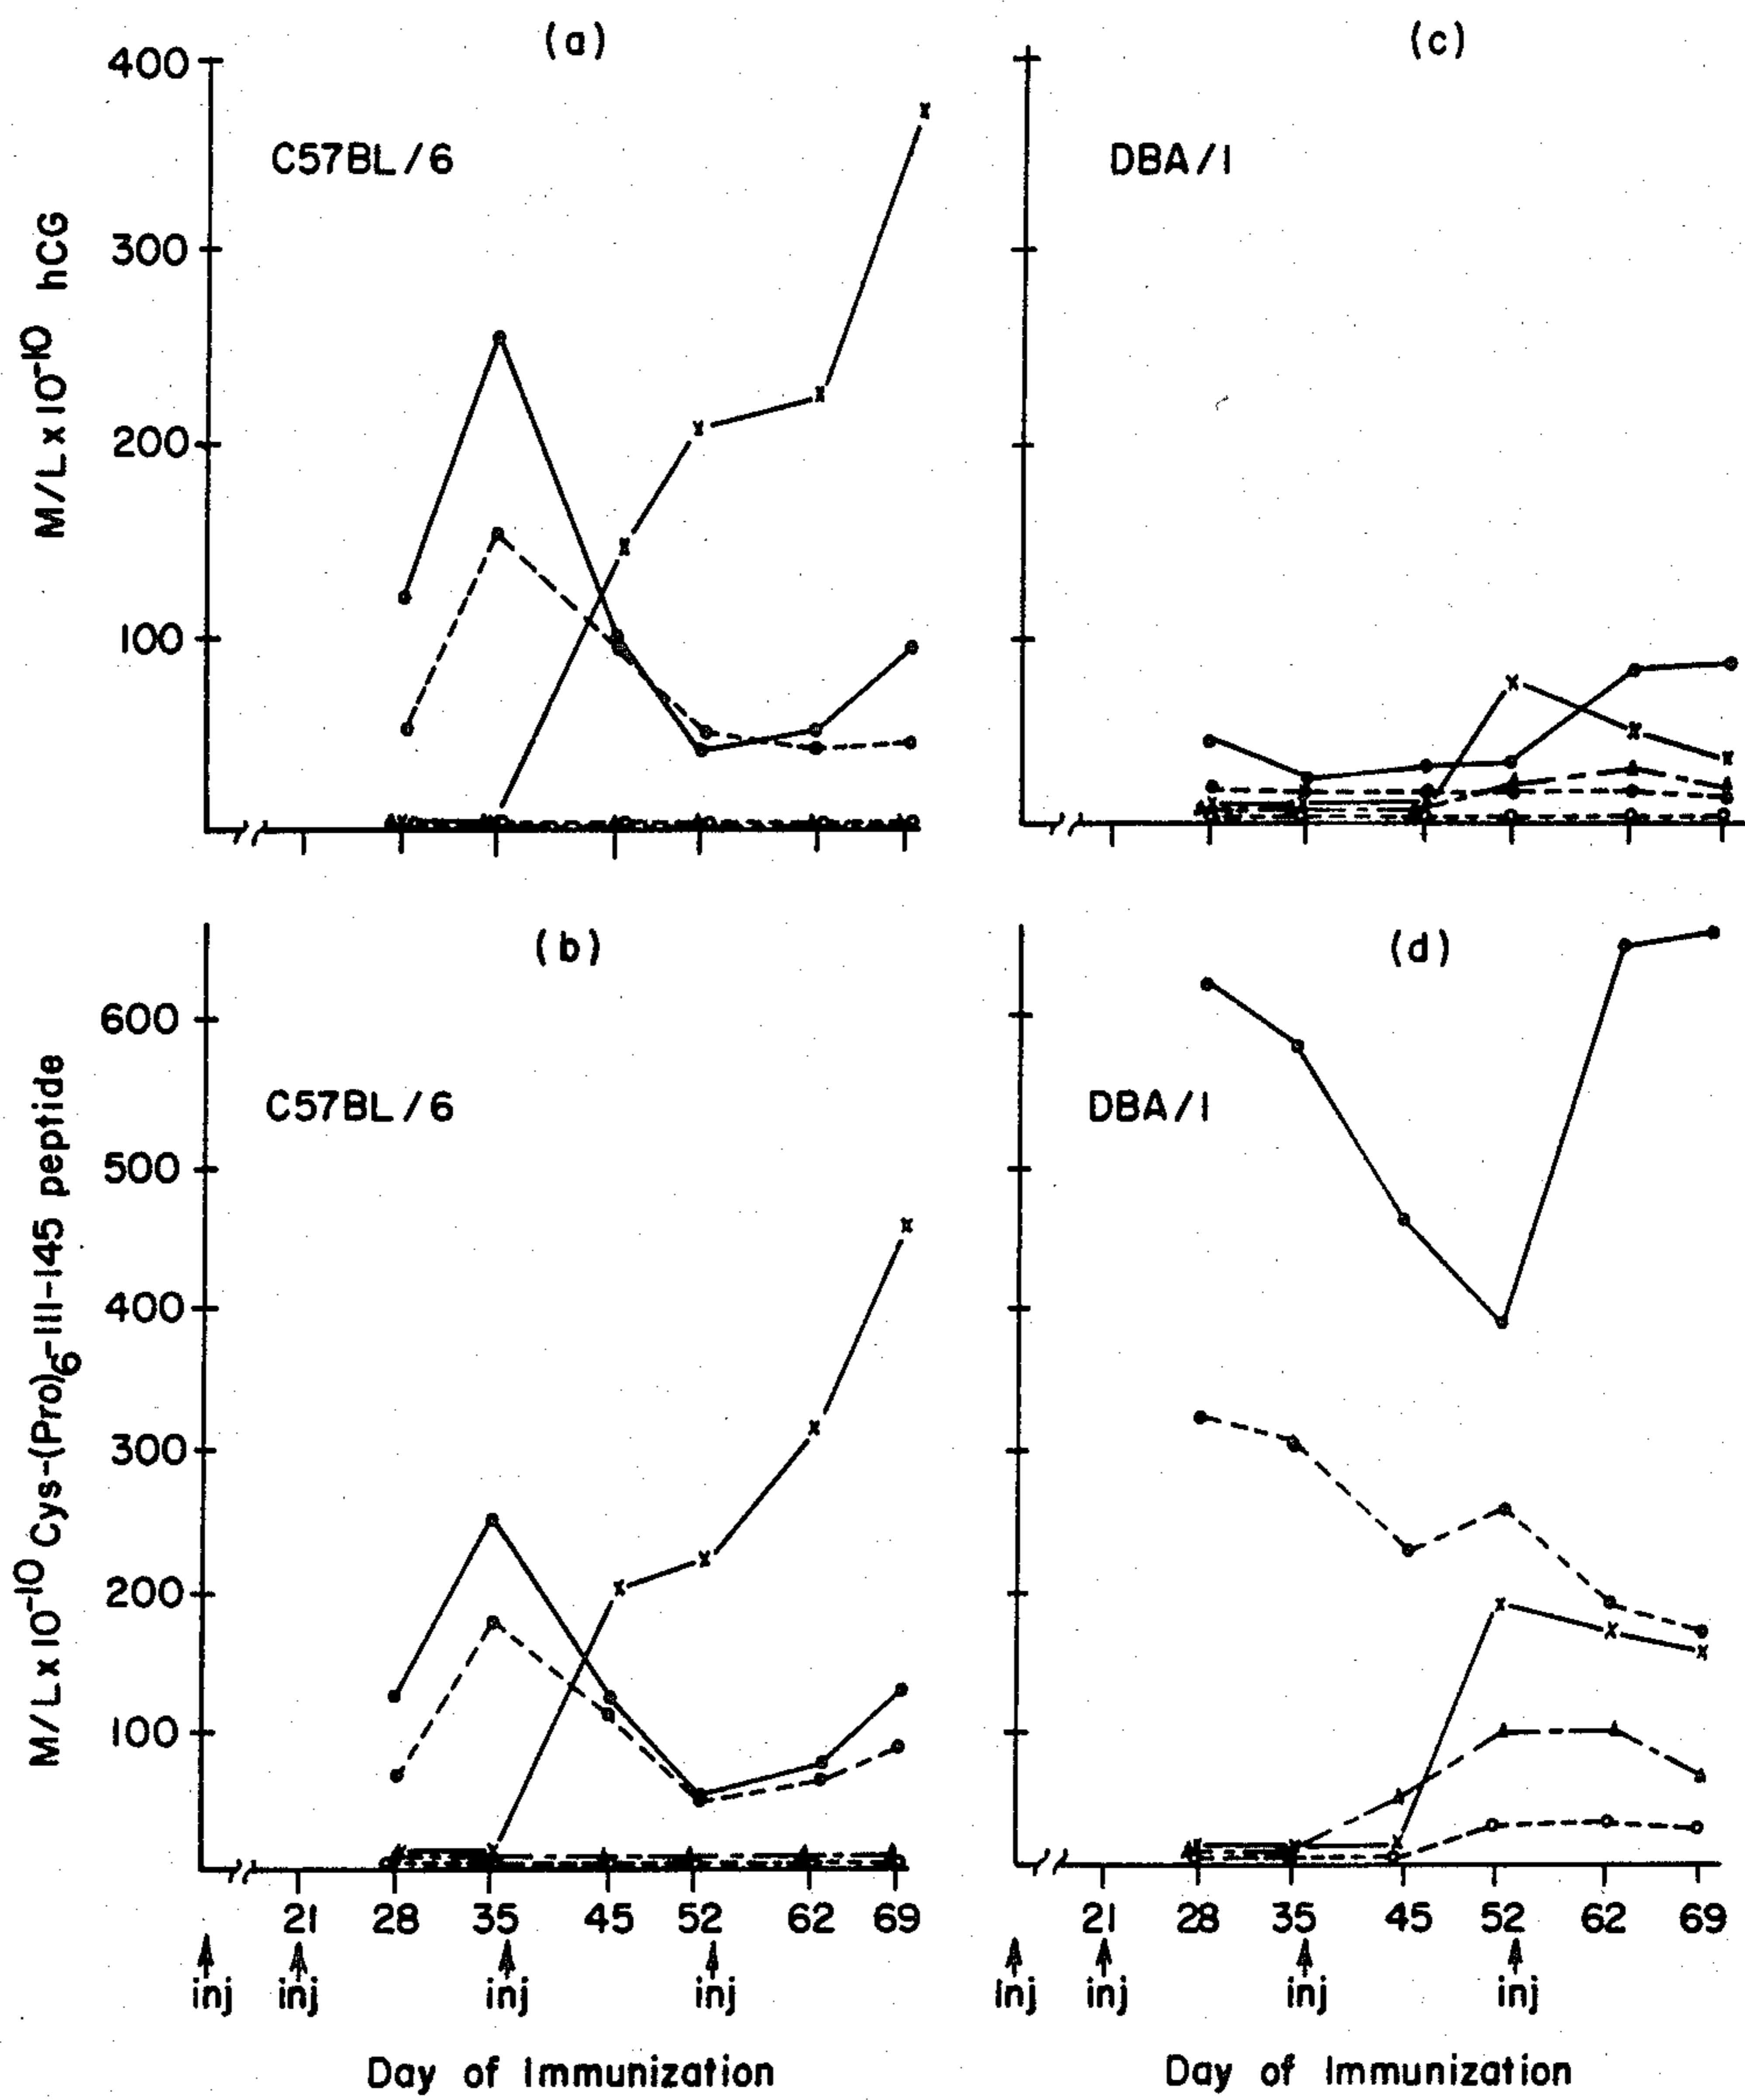 (a)
(c)
400
C57BL/6
DBA/1
300
200
100
M/L x 10-10 hCG
(b)
(d)
600
C57BL/6
DBA/1
500
400
300
200
100
M/L x 10-10 Cys-(Pro)6-111-145 peptide
21 28 35 45 52 62 69
21 28 35 45 52 62 69
inj inj inj inj
inj inj inj inj
Day of Immunization
Day of Immunization